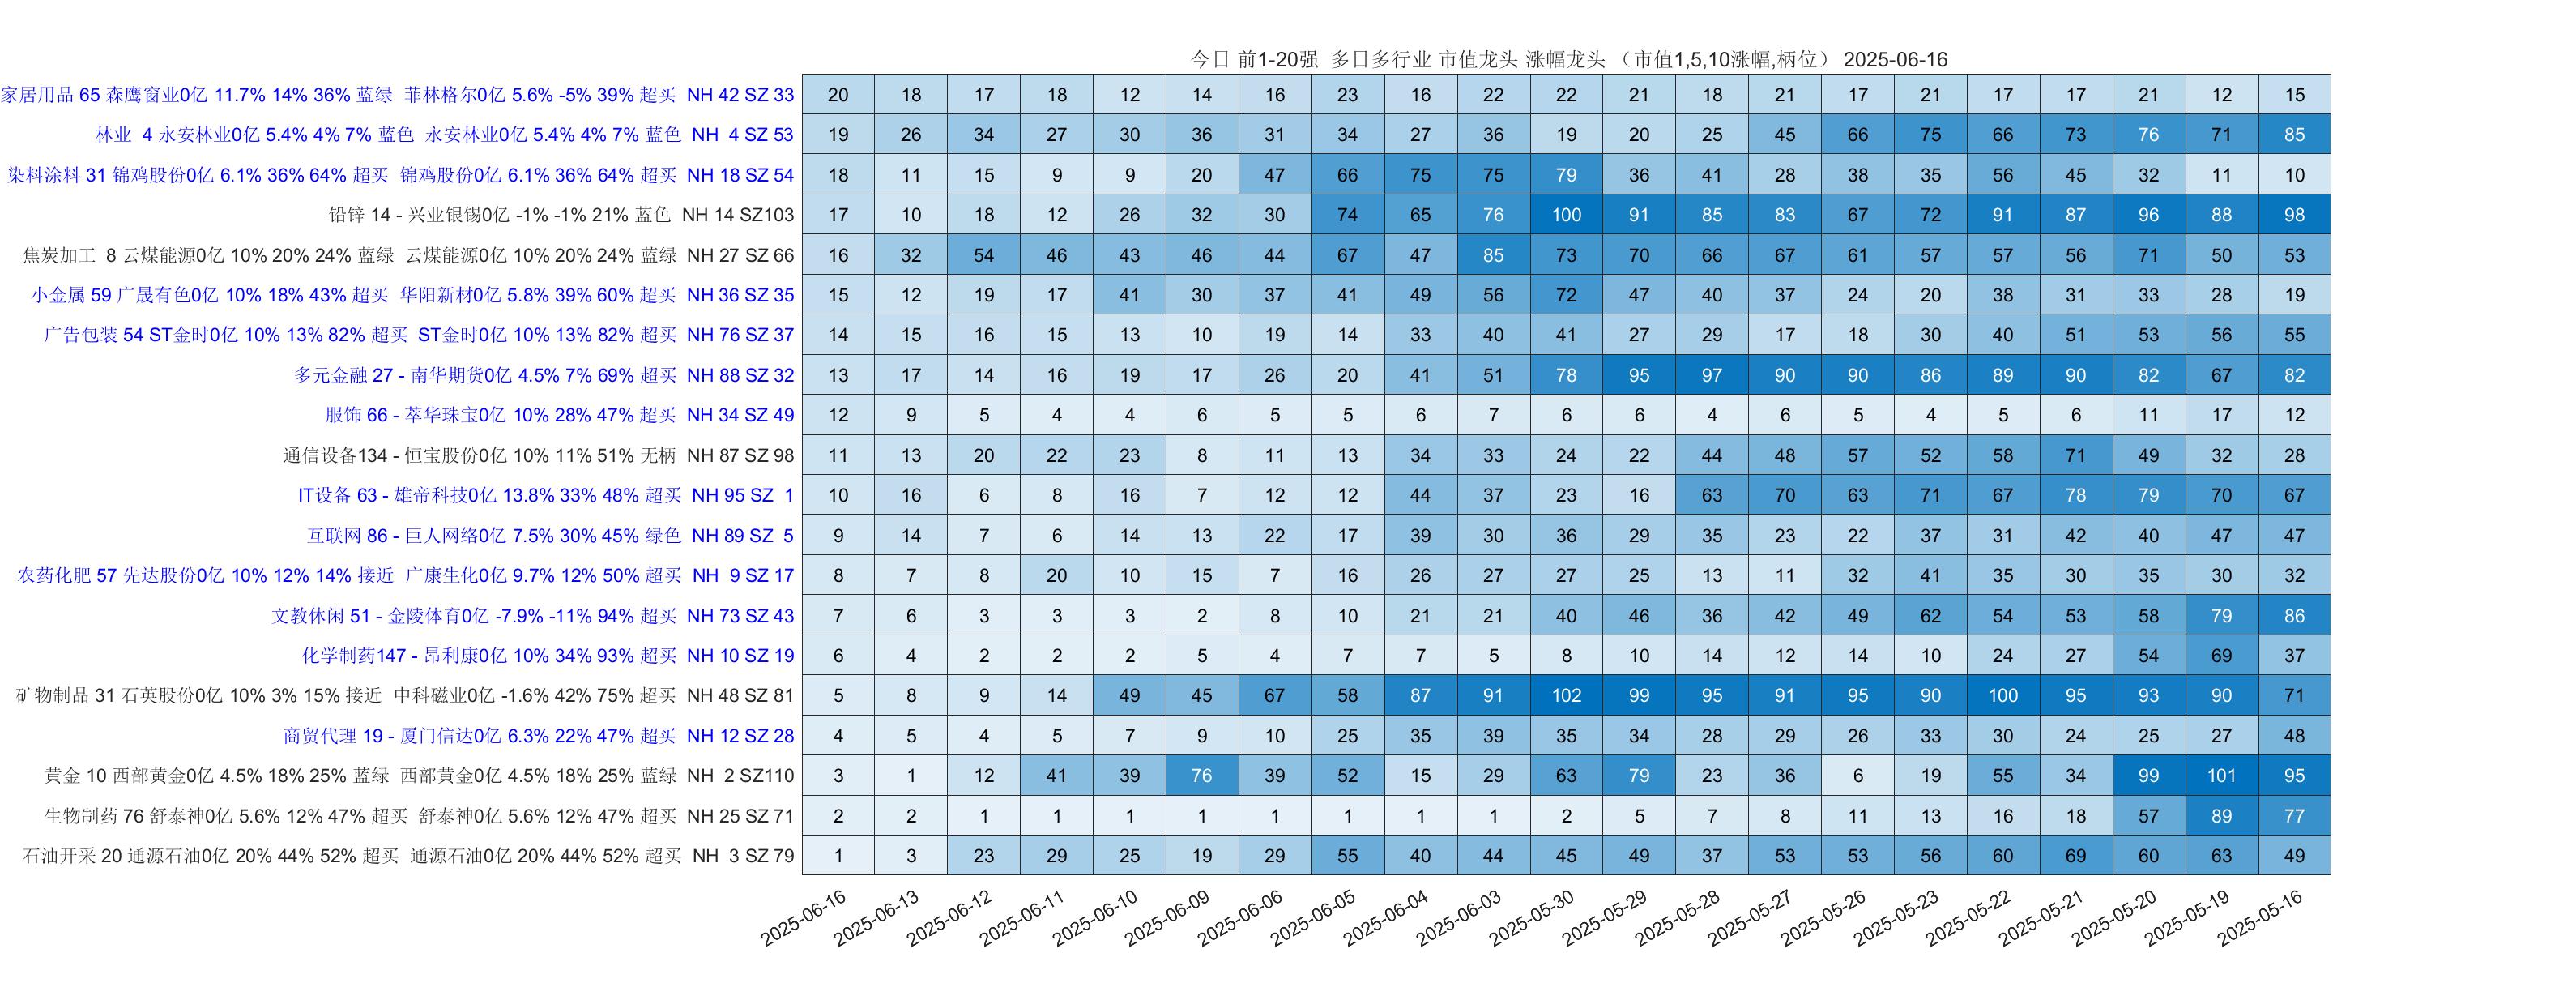 今日 前1-20强 多日多行业 市值龙头 涨幅龙头 （市值1,5,10涨幅,柄位） 2025-06-16
家居用品 65 森鹰窗业0亿 11.7% 14% 36% 蓝绿 菲林格尔0亿 5.6% -5% 39% 超买 NH 42 SZ 33 20 18 17 18 12 14 16 23 16 22 22 21 18 21 17 21 17 17 21 12 15
林业 4 永安林业0亿 5.4% 4% 7% 蓝色 永安林业0亿 5.4% 4% 7% 蓝色 NH 4 SZ 53 19 26 34 27 30 36 31 34 27 36 19 20 25 45 66 75 66 73 76 71 85
染料涂料 31 锦鸡股份0亿 6.1% 36% 64% 超买 锦鸡股份0亿 6.1% 36% 64% 超买 NH 18 SZ 54 18 11 15 9 9 20 47 66 75 75 79 36 41 28 38 35 56 45 32 11 10
铅锌 14 - 兴业银锡0亿 -1% -1% 21% 蓝色 NH 14 SZ103 17 10 18 12 26 32 30 74 65 76 100 91 85 83 67 72 91 87 96 88 98
焦炭加工 8 云煤能源0亿 10% 20% 24% 蓝绿 云煤能源0亿 10% 20% 24% 蓝绿 NH 27 SZ 66 16 32 54 46 43 46 44 67 47 85 73 70 66 67 61 57 57 56 71 50 53
小金属 59 广晟有色0亿 10% 18% 43% 超买 华阳新材0亿 5.8% 39% 60% 超买 NH 36 SZ 35 15 12 19 17 41 30 37 41 49 56 72 47 40 37 24 20 38 31 33 28 19
广告包装 54 ST金时0亿 10% 13% 82% 超买 ST金时0亿 10% 13% 82% 超买 NH 76 SZ 37 14 15 16 15 13 10 19 14 33 40 41 27 29 17 18 30 40 51 53 56 55
多元金融 27 - 南华期货0亿 4.5% 7% 69% 超买 NH 88 SZ 32 13 17 14 16 19 17 26 20 41 51 78 95 97 90 90 86 89 90 82 67 82
服饰 66 - 萃华珠宝0亿 10% 28% 47% 超买 NH 34 SZ 49 12 9 5 4 4 6 5 5 6 7 6 6 4 6 5 4 5 6 11 17 12
通信设备134 - 恒宝股份0亿 10% 11% 51% 无柄 NH 87 SZ 98 11 13 20 22 23 8 11 13 34 33 24 22 44 48 57 52 58 71 49 32 28
IT设备 63 - 雄帝科技0亿 13.8% 33% 48% 超买 NH 95 SZ 1 10 16 6 8 16 7 12 12 44 37 23 16 63 70 63 71 67 78 79 70 67
互联网 86 - 巨人网络0亿 7.5% 30% 45% 绿色 NH 89 SZ 5 9 14 7 6 14 13 22 17 39 30 36 29 35 23 22 37 31 42 40 47 47
农药化肥 57 先达股份0亿 10% 12% 14% 接近 广康生化0亿 9.7% 12% 50% 超买 NH 9 SZ 17 8 7 8 20 10 15 7 16 26 27 27 25 13 11 32 41 35 30 35 30 32
文教休闲 51 - 金陵体育0亿 -7.9% -11% 94% 超买 NH 73 SZ 43 7 6 3 3 3 2 8 10 21 21 40 46 36 42 49 62 54 53 58 79 86
化学制药147 - 昂利康0亿 10% 34% 93% 超买 NH 10 SZ 19 6 4 2 2 2 5 4 7 7 5 8 10 14 12 14 10 24 27 54 69 37
矿物制品 31 石英股份0亿 10% 3% 15% 接近 中科磁业0亿 -1.6% 42% 75% 超买 NH 48 SZ 81 5 8 9 14 49 45 67 58 87 91 102 99 95 91 95 90 100 95 93 90 71
商贸代理 19 - 厦门信达0亿 6.3% 22% 47% 超买 NH 12 SZ 28 4 5 4 5 7 9 10 25 35 39 35 34 28 29 26 33 30 24 25 27 48
黄金 10 西部黄金0亿 4.5% 18% 25% 蓝绿 西部黄金0亿 4.5% 18% 25% 蓝绿 NH 2 SZ110 3 1 12 41 39 76 39 52 15 29 63 79 23 36 6 19 55 34 99 101 95
生物制药 76 舒泰神0亿 5.6% 12% 47% 超买 舒泰神0亿 5.6% 12% 47% 超买 NH 25 SZ 71 2 2 1 1 1 1 1 1 1 1 2 5 7 8 11 13 16 18 57 89 77
石油开采 20 通源石油0亿 20% 44% 52% 超买 通源石油0亿 20% 44% 52% 超买 NH 3 SZ 79 1 3 23 29 25 19 29 55 40 44 45 49 37 53 53 56 60 69 60 63 49
2025-06-16 2025-06-13 2025-06-12 2025-06-11 2025-06-10 2025-06-09 2025-06-06 2025-06-05 2025-06-04 2025-06-03 2025-05-30 2025-05-29 2025-05-28 2025-05-27 2025-05-26 2025-05-23 2025-05-22 2025-05-21 2025-05-20 2025-05-19 2025-05-16